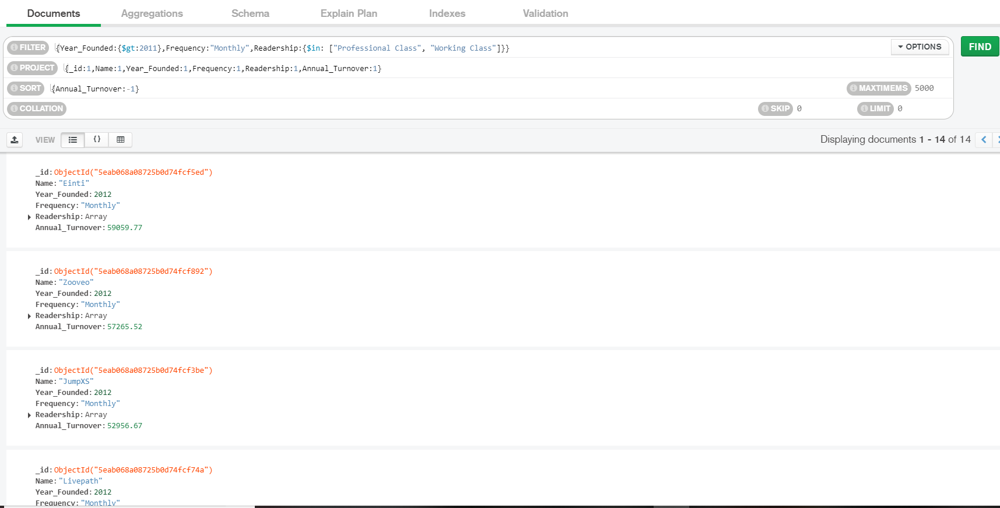 Documents Aggregations Schema Explain Plan Indexes Validation
FILTER {Year_Founded:{$gt:2011},Frequency:"Monthly",Readership:{$in: ["Professional Class", "Working Class"]}} OPTIONS FIND
PROJECT {_id:1,Name:1,Year_Founded:1,Frequency:1,Readership:1,Annual_Turnover:1}
SORT {Annual_Turnover:-1} MAXTIMEMS 5000
COLLATION SKIP 0 LIMIT 0
VIEW {} Displaying documents 1 - 14 of 14
_id:ObjectId("5eab068a08725b0d74fcf5ed")
Name:"Einti"
Year_Founded:2012
Frequency:"Monthly"
Readership:Array
Annual_Turnover:59059.77
_id:ObjectId("5eab068a08725b0d74fcf892")
Name:"Zooveo"
Year_Founded:2012
Frequency:"Monthly"
Readership:Array
Annual_Turnover:57265.52
_id:ObjectId("5eab068a08725b0d74fcf3be")
Name:"JumpXS"
Year_Founded:2012
Frequency:"Monthly"
Readership:Array
Annual_Turnover:52956.67
_id:ObjectId("5eab068a08725b0d74fcf74a")
Name:"Livepath"
Year_Founded:2012
Frequency:"Monthly"